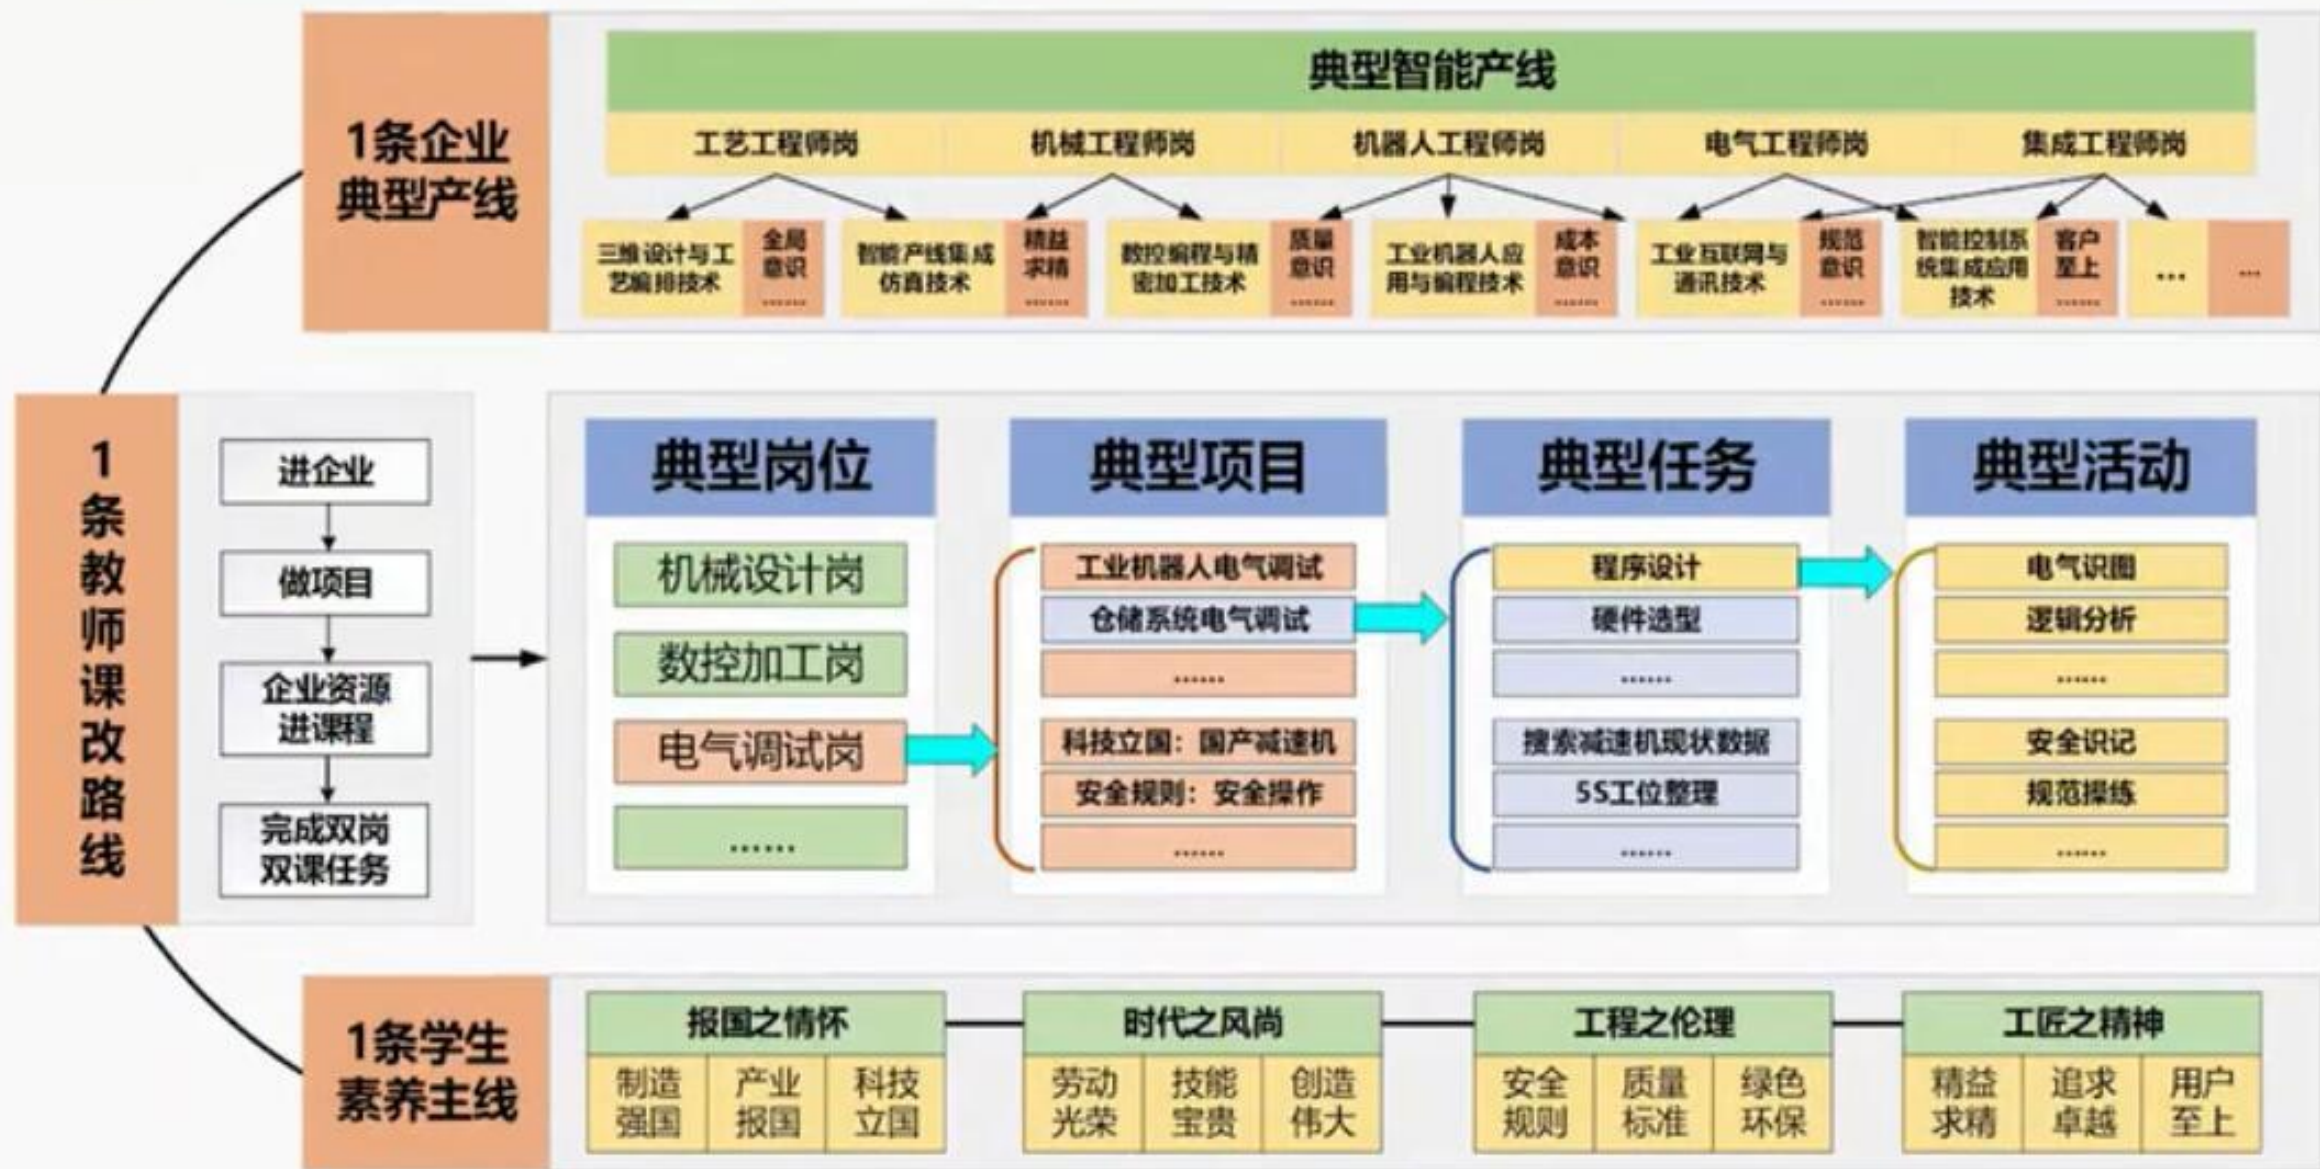 1条企业
典型产线
典型智能产线
工艺工程师岗
机械工程师岗
机器人工程师岗
电气工程师岗
集成工程师岗
三维设计与工
艺编排技术
全局
意识
……
智能产线集成
仿真技术
精益
求精
……
数控编程与精
密加工技术
质量
意识
……
工业机器人应
用与编程技术
成本
意识
……
工业互联网与
通讯技术
规范
意识
……
智能控制系
统集成应用
技术
客户
至上
……
...
...
1
条
教
师
课
改
路
线
进企业
做项目
企业资源
进课程
完成双岗
双课任务
典型岗位
机械设计岗
数控加工岗
电气调试岗
……
典型项目
工业机器人电气调试
仓储系统电气调试
……
科技立国：国产减速机
安全规则：安全操作
……
典型任务
程序设计
硬件选型
……
搜索减速机现状数据
5S工位整理
……
典型活动
电气识图
逻辑分析
……
安全识记
规范操练
……
1条学生
素养主线
报国之情怀
制造
强国
产业
报国
科技
立国
时代之风尚
劳动
光荣
技能
宝贵
创造
伟大
工程之伦理
安全
规则
质量
标准
绿色
环保
工匠之精神
精益
求精
追求
卓越
用户
至上